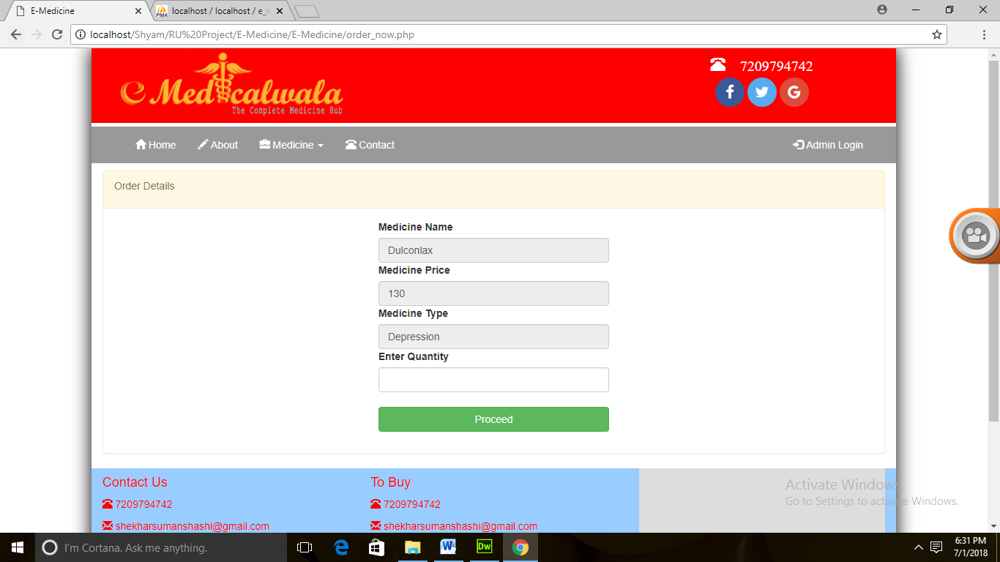 E-Medicine
PMA
localhost / localhost / e_
localhost/Shyam/RU%20Project/E-Medicine/E-Medicine/order_now.php
e Medicalwala
The Complete Medicine Hub
7209794742
f G
Home About Medicine Contact Admin Login
Order Details
Medicine Name
Dulconlax
Medicine Price
130
Medicine Type
Depression
Enter Quantity
Proceed
Contact Us
7209794742
shekharsumanshashi@gmail.com
To Buy
7209794742
shekharsumanshashi@gmail.com
Activate Windows
Go to Settings to activate Windows.
I'm Cortana. Ask me anything.
e
W
Dw
6:31 PM
7/1/2018